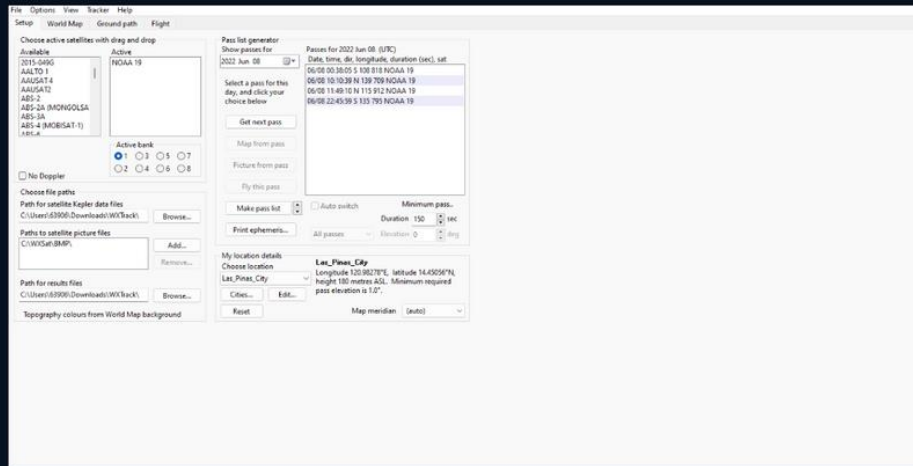 File Options View Tracker Help
Setup World Map Ground path Flight
Choose active satellites with drag and drop
Available Active
2015-049G NOAA 19
AALTO 1
AAUSAT4
AAUSAT2
ABS-2
ABS-2A (MONGOLSA
ABS-3A
ABS-4 (MOBISAT-1)
Active bank
1 3 5 7
2 4 6 8
No Doppler
Choose file paths
Path for satellite Kepler data files
C:\Users\63906\Downloads\WXTrack\ Browse...
Paths to satellite picture files
C:\WXSat\BMP\ Add...
Remove...
Path for results files
C:\Users\63906\Downloads\WXTrack\ Browse...
Topography colours from World Map background
Pass list generator
Show passes for
2022 Jun 08
Select a pass for this
day, and click your
choice below
Get next pass
Map from pass
Picture from pass
Fly this pass
Make pass list
Print ephemeris...
Passes for 2022 Jun 08. (UTC)
Date, time, dir, longitude, duration (sec), sat
06/08 00:38:05 S 108 818 NOAA 19
06/08 10:10:39 N 139 709 NOAA 19
06/08 11:49:10 N 115 912 NOAA 19
06/08 22:45:59 S 135 795 NOAA 19
Auto switch Minimum pass..
Duration 150 sec
All passes Elevation 0 deg
My location details
Choose location
Las_Pinas_City
Cities... Edit...
Reset
Las_Pinas_City
Longitude 120.98278°E, latitude 14.45056°N,
height 180 metres ASL. Minimum required
pass elevation is 1.0°.
Map meridian (auto)